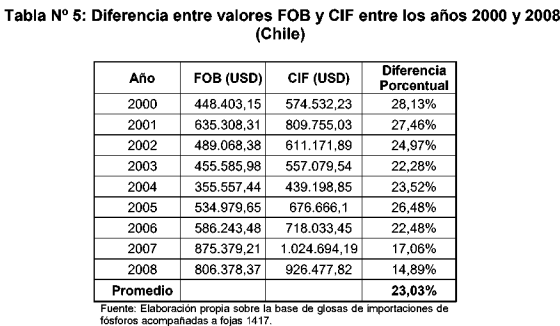 Tabla Nº 5: Diferencia entre valores FOB y CIF entre los años 2000 y 2008
(Chile)
Año FOB (USD) CIF (USD) Diferencia Porcentual
2000 448.403,15 574.532,23 28,13%
2001 635.308,31 809.755,03 27,46%
2002 489.068,38 611.171,89 24,97%
2003 455.585,98 557.079,54 22,28%
2004 355.557,44 439.198,85 23,52%
2005 534.979,65 676.666,1 26,48%
2006 586.243,48 718.033,45 22,48%
2007 875.379,21 1.024.694,19 17,06%
2008 806.378,37 926.477,82 14,89%
Promedio 23,03%
Fuente: Elaboración propia sobre la base de glosas de importaciones de
fósforos acompañadas a fojas 1417.